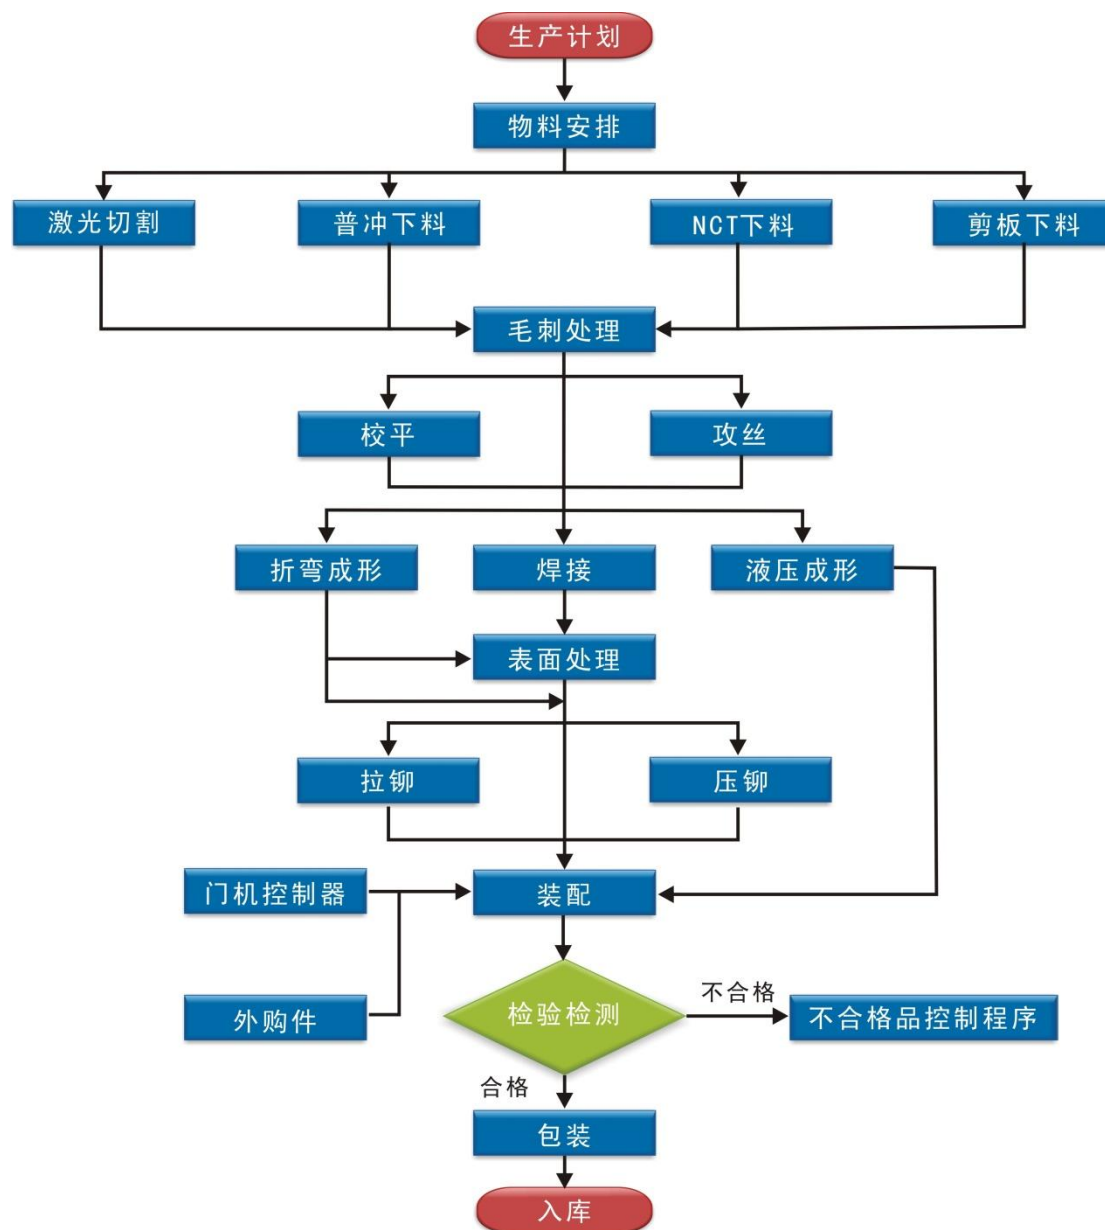 生产计划
物料安排
激光切割
普冲下料
NCT下料
剪板下料
毛刺处理
校平
攻丝
折弯成形
焊接
液压成形
表面处理
拉铆
压铆
门机控制器
装配
外购件
检验检测
不合格
不合格品控制程序
合格
包装
入库